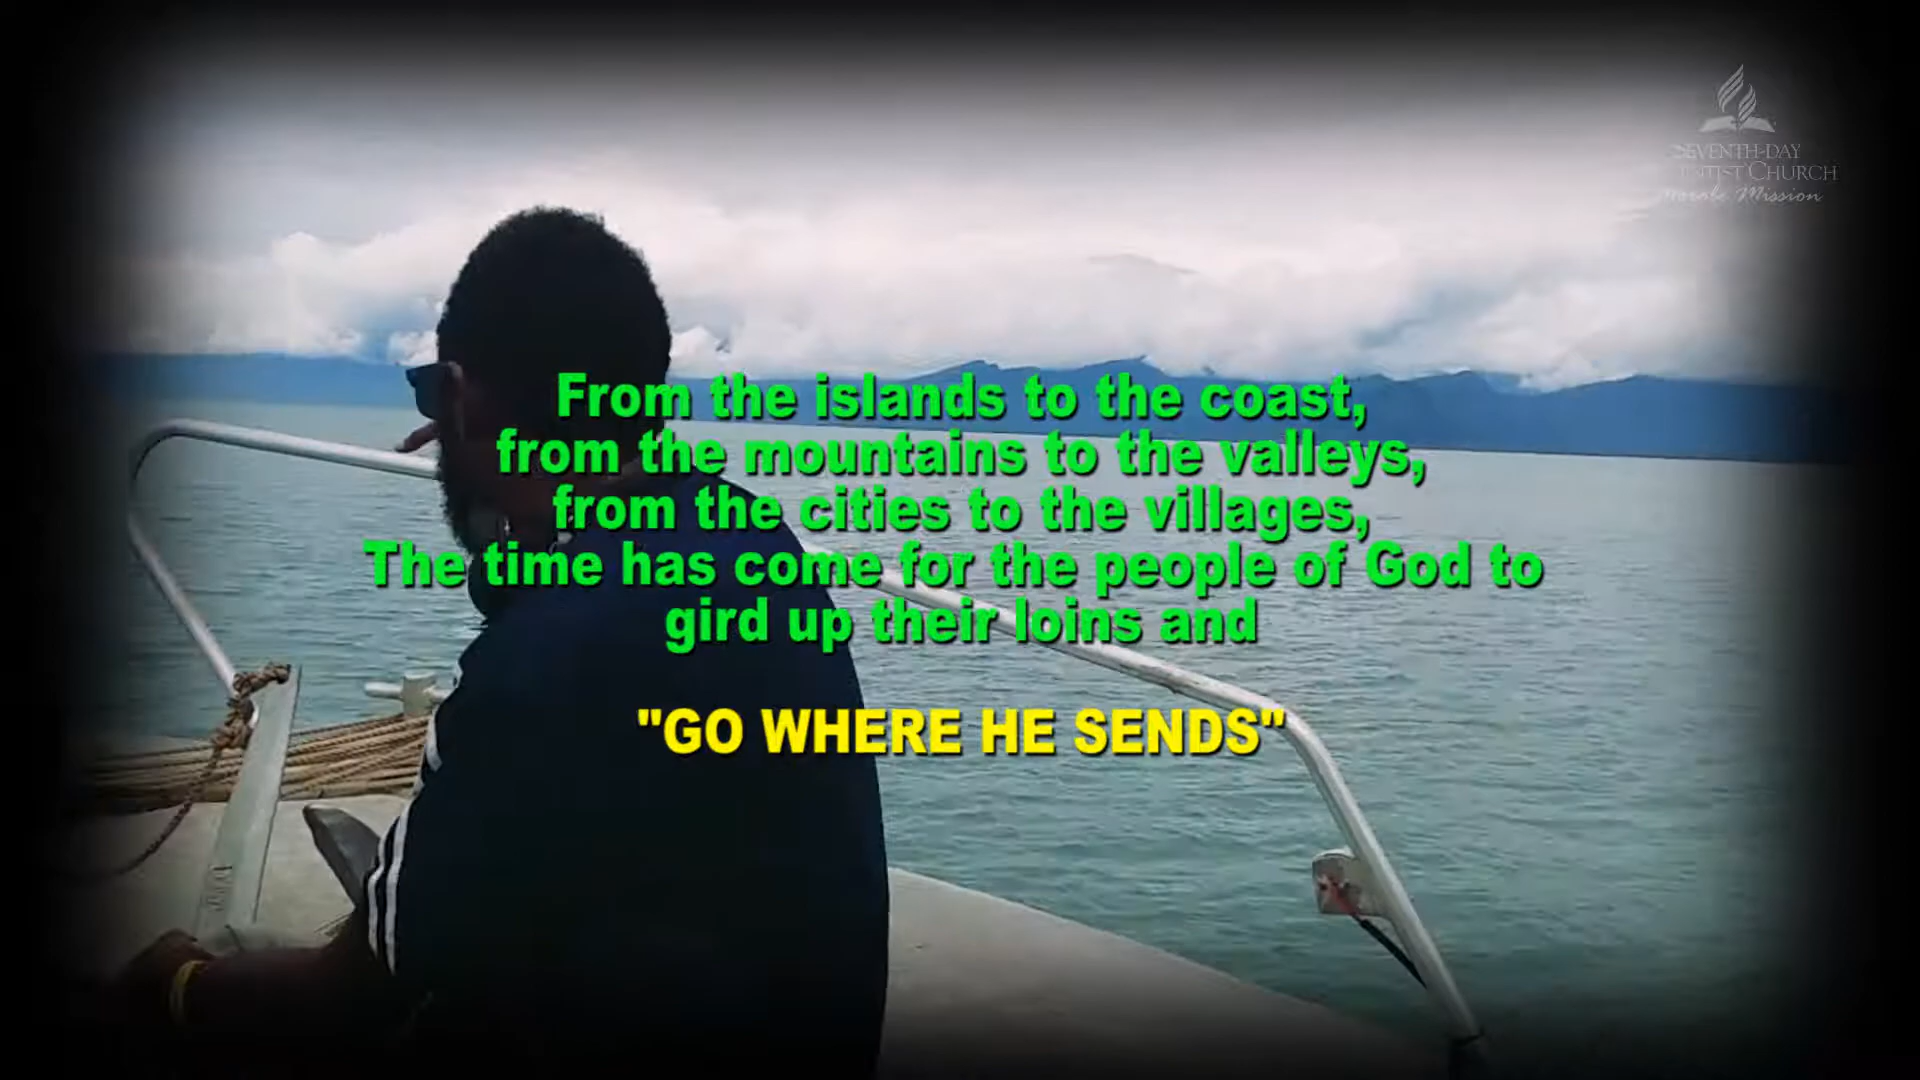 SEVENTH-DAY
CHURCH
Mission
From the islands to the coast,
from the mountains to the valleys,
from the cities to the villages,
The time has come for the people of God to
gird up their loins and
"GO WHERE HE SENDS"